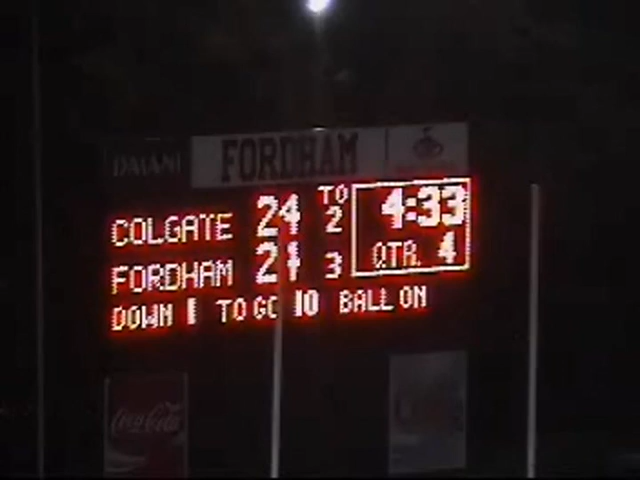 FORDHAM
COLGATE 24 TO 2 4:33
FORDHAM 21 3 QTR. 4
DOWN 1 TO GO 10 BALL ON
Coca-Cola